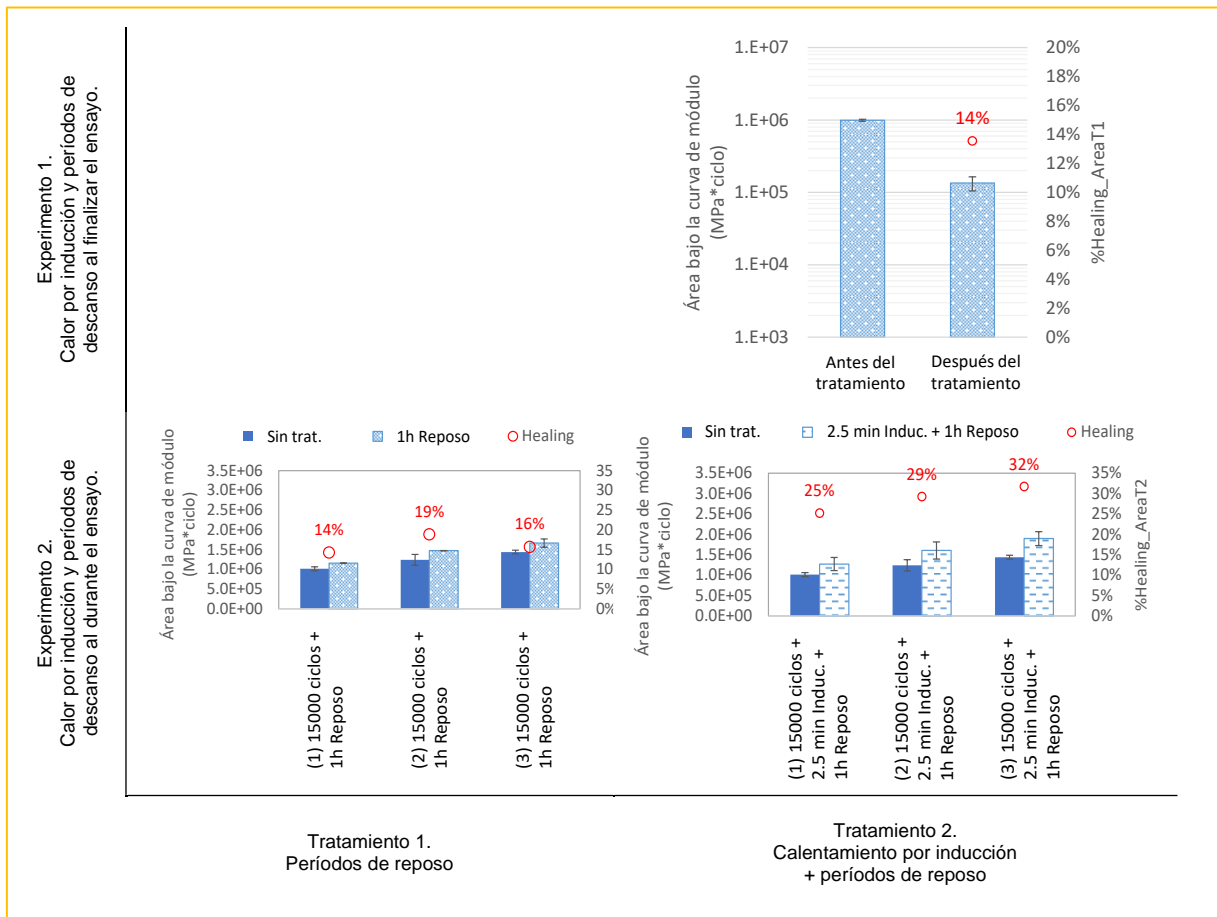 Experimento 1.
Calor por inducción y períodos de
descanso al finalizar el ensayo.
Área bajo la curva de módulo
(MPa*ciclo)
1.E+07
1.E+06
1.E+05
1.E+04
1.E+03
14%
20%
18%
16%
14%
12%
10%
8%
6%
4%
2%
0%
%Healing_AreaT1
Antes del
tratamiento
Después del
tratamiento
Experimento 2.
Calor por inducción y períodos de
descanso al durante el ensayo.
Sin trat.
1h Reposo
Healing
Área bajo la curva de módulo
(MPa*ciclo)
3.5E+06
3.0E+06
2.5E+06
2.0E+06
1.5E+06
1.0E+06
5.0E+05
0.0E+00
14%
19%
16%
35
30
25
20
15
10
5%
0%
(1) 15000 ciclos +
1h Reposo
(2) 15000 ciclos +
1h Reposo
(3) 15000 ciclos +
1h Reposo
Sin trat.
2.5 min Induc. + 1h Reposo
Healing
Área bajo la curva de módulo
(MPa*ciclo)
3.5E+06
3.0E+06
2.5E+06
2.0E+06
1.5E+06
1.0E+06
5.0E+05
0.0E+00
25%
29%
32%
35%
30%
25%
20%
15%
10%
5%
0%
%Healing_AreaT2
(1) 15000 ciclos +
2.5 min Induc. +
1h Reposo
(2) 15000 ciclos +
2.5 min Induc. +
1h Reposo
(3) 15000 ciclos +
2.5 min Induc. +
1h Reposo
Tratamiento 1.
Períodos de reposo
Tratamiento 2.
Calentamiento por inducción
+ períodos de reposo